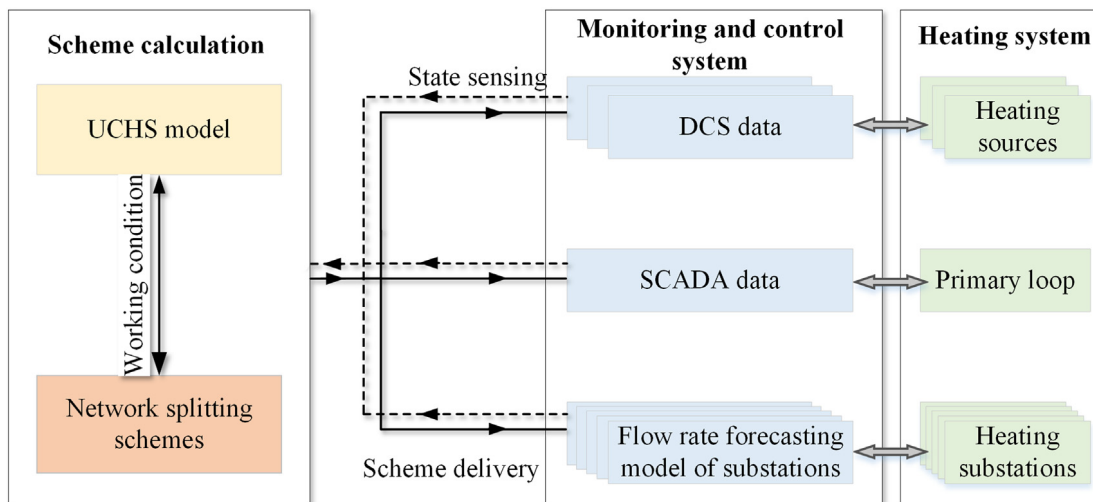 Scheme calculation
UCHS model
Working condition
Network splitting
schemes
State sensing
Scheme delivery
Monitoring and control
system
DCS data
SCADA data
Flow rate forecasting
model of substations
Heating system
Heating
sources
Primary loop
Heating
substations